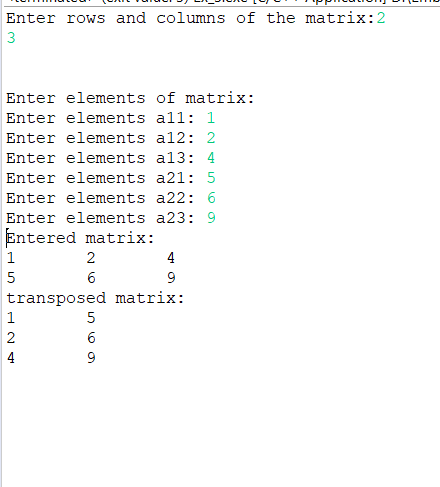 Enter rows and columns of the matrix:2
3
Enter elements of matrix:
Enter elements a11: 1
Enter elements a12: 2
Enter elements a13: 4
Enter elements a21: 5
Enter elements a22: 6
Enter elements a23: 9
Entered matrix:
1 2 4
5 6 9
transposed matrix:
1 5
2 6
4 9